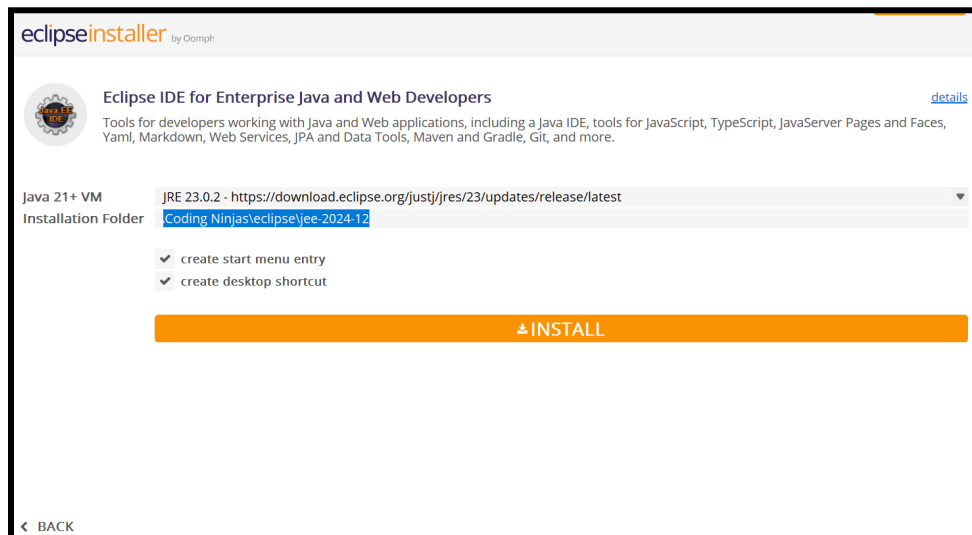 eclipseinstaller by Oomph
Java EE
IDE
Eclipse IDE for Enterprise Java and Web Developers
details
Tools for developers working with Java and Web applications, including a Java IDE, tools for JavaScript, TypeScript, JavaServer Pages and Faces,
Yaml, Markdown, Web Services, JPA and Data Tools, Maven and Gradle, Git, and more.
Java 21+ VM JRE 23.0.2 - https://download.eclipse.org/justj/jres/23/updates/release/latest
Installation Folder .Coding Ninjas\eclipse\jee-2024-12
create start menu entry
create desktop shortcut
INSTALL
BACK